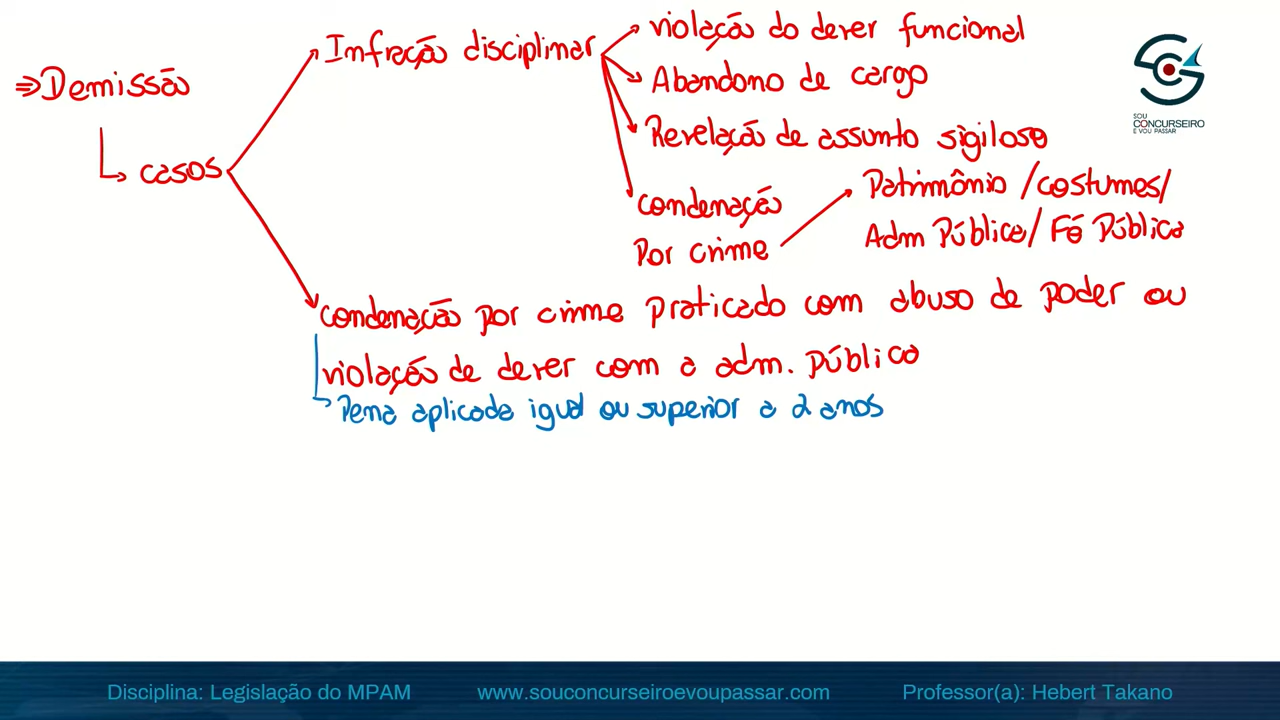 ⇒ Demissão
casos
Infração disciplinar
violação do dever funcional
Abandono de cargo
Revelação de assunto sigiloso
condenação
Por crime
Patrimônio / costumes /
Adm Pública / Fé Pública
condenação por crime praticado com abuso de poder ou
violação de dever com a adm. Pública
Pena aplicada igual ou superior a 2 anos
SOU
CONCURSEIRO
E VOU PASSAR
Disciplina: Legislação do MPAM www.souconcurseiroevoupassar.com Professor(a): Hebert Takano